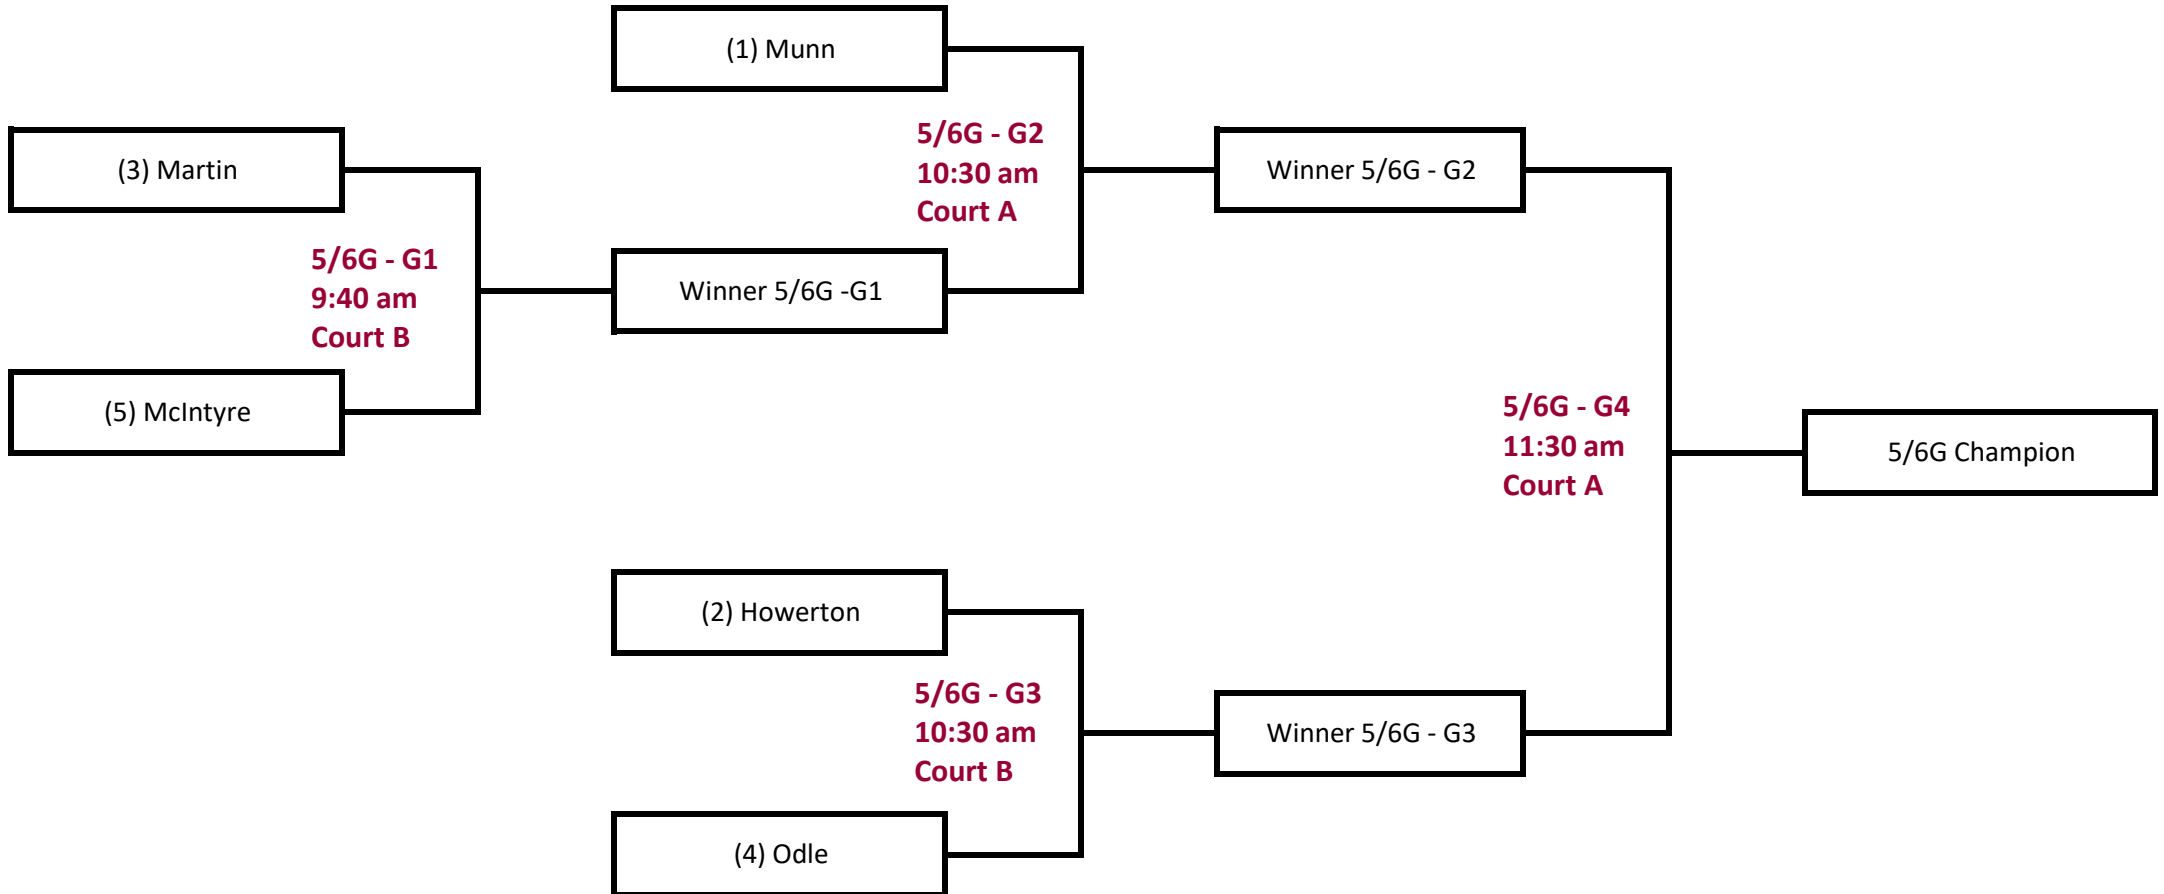 (1) Munn
5/6G - G2
10:30 am
Court A
(3) Martin
Winner 5/6G - G2
5/6G - G1
9:40 am
Court B
Winner 5/6G -G1
(5) McIntyre
5/6G - G4
11:30 am
Court A
5/6G Champion
(2) Howerton
5/6G - G3
10:30 am
Court B
Winner 5/6G - G3
(4) Odle